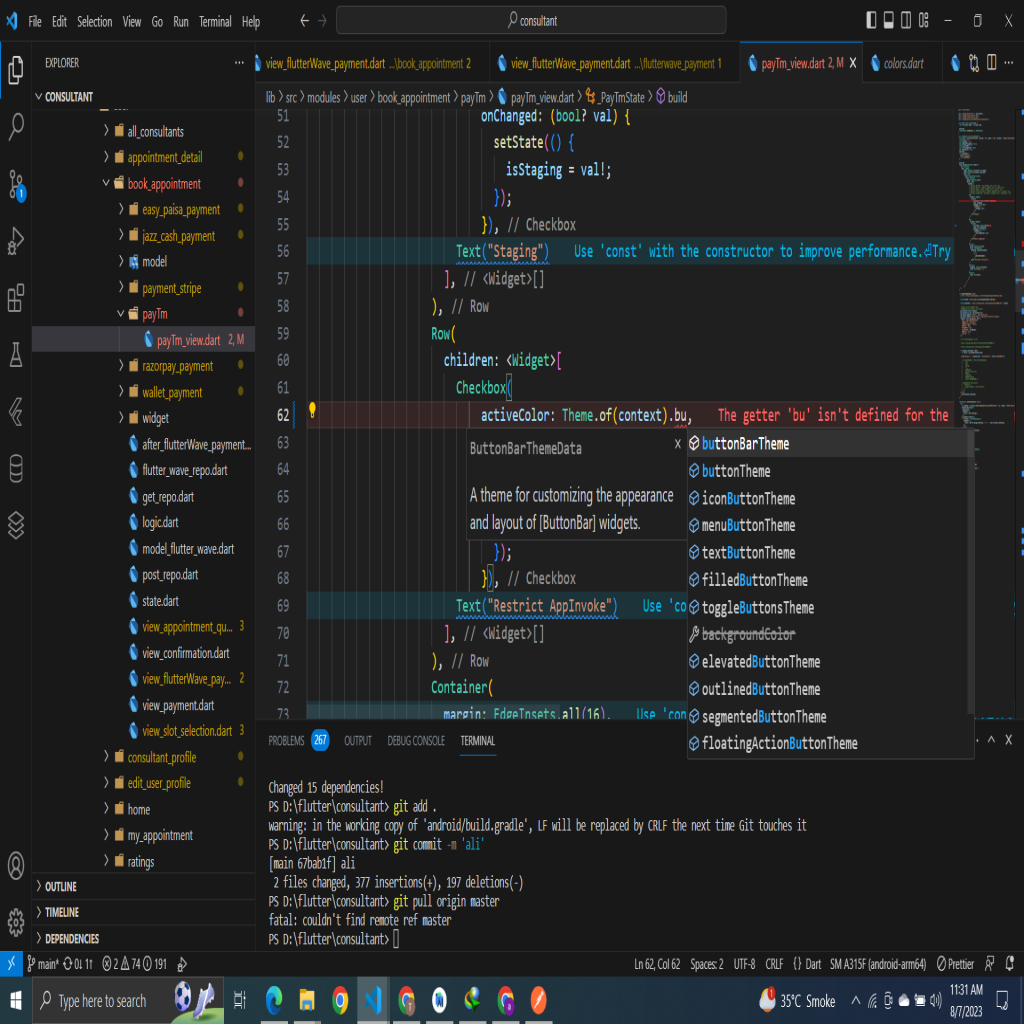 File Edit Selection View Go Run Terminal Help
consultant
EXPLORER
view_flutterWave_payment.dart ...\book_appointment 2
view_flutterWave_payment.dart ...\flutterwave_payment 1
payTm_view.dart 2, M
colors.dart
CONSULTANT
lib > src > modules > user > book_appointment > payTm > payTm_view.dart > _PayTmState > build
all_consultants
appointment_detail
book_appointment
easy_paisa_payment
jazz_cash_payment
model
payment_stripe
payTm
payTm_view.dart 2, M
razorpay_payment
wallet_payment
widget
after_flutterWave_payment...
flutter_wave_repo.dart
get_repo.dart
logic.dart
model_flutter_wave.dart
post_repo.dart
state.dart
view_appointment_qu... 3
view_confirmation.dart
view_flutterWave_pay... 2
view_payment.dart
view_slot_selection.dart 3
consultant_profile
edit_user_profile
home
my_appointment
ratings
OUTLINE
TIMELINE
DEPENDENCIES
1
51 onChanged: (bool? val) {
52 setState(() {
53 isStaging = val!;
54 });
55 }), // Checkbox
56 Text("Staging") Use 'const' with the constructor to improve performance.⏎Try
57 ], // <Widget>[]
58 ), // Row
59 Row(
60 children: <Widget>[
61 Checkbox(
62 activeColor: Theme.of(context).bu, The getter 'bu' isn't defined for the
63
64
65
66
67 });
68 }), // Checkbox
69 Text("Restrict AppInvoke") Use 'co
70 ], // <Widget>[]
71 ), // Row
72 Container(
73 margin: EdgeInsets.all(16), Use 'con
ButtonBarThemeData
A theme for customizing the appearance
and layout of [ButtonBar] widgets.
buttonBarTheme
buttonTheme
iconButtonTheme
menuButtonTheme
textButtonTheme
filledButtonTheme
toggleButtonsTheme
backgroundColor
elevatedButtonTheme
outlinedButtonTheme
segmentedButtonTheme
floatingActionButtonTheme
PROBLEMS 267 OUTPUT DEBUG CONSOLE TERMINAL
Changed 15 dependencies!
PS D:\flutter\consultant> git add .
warning: in the working copy of 'android/build.gradle', LF will be replaced by CRLF the next time Git touches it
PS D:\flutter\consultant> git commit -m 'ali'
[main 67bab1f] ali
2 files changed, 377 insertions(+), 197 deletions(-)
PS D:\flutter\consultant> git pull origin master
fatal: couldn't find remote ref master
PS D:\flutter\consultant>
main* 0↓ 1↑ 2 74 191
Ln 62, Col 62 Spaces: 2 UTF-8 CRLF {} Dart SM A315F (android-arm64) Prettier
Type here to search
35°C Smoke
11:31 AM
8/7/2023